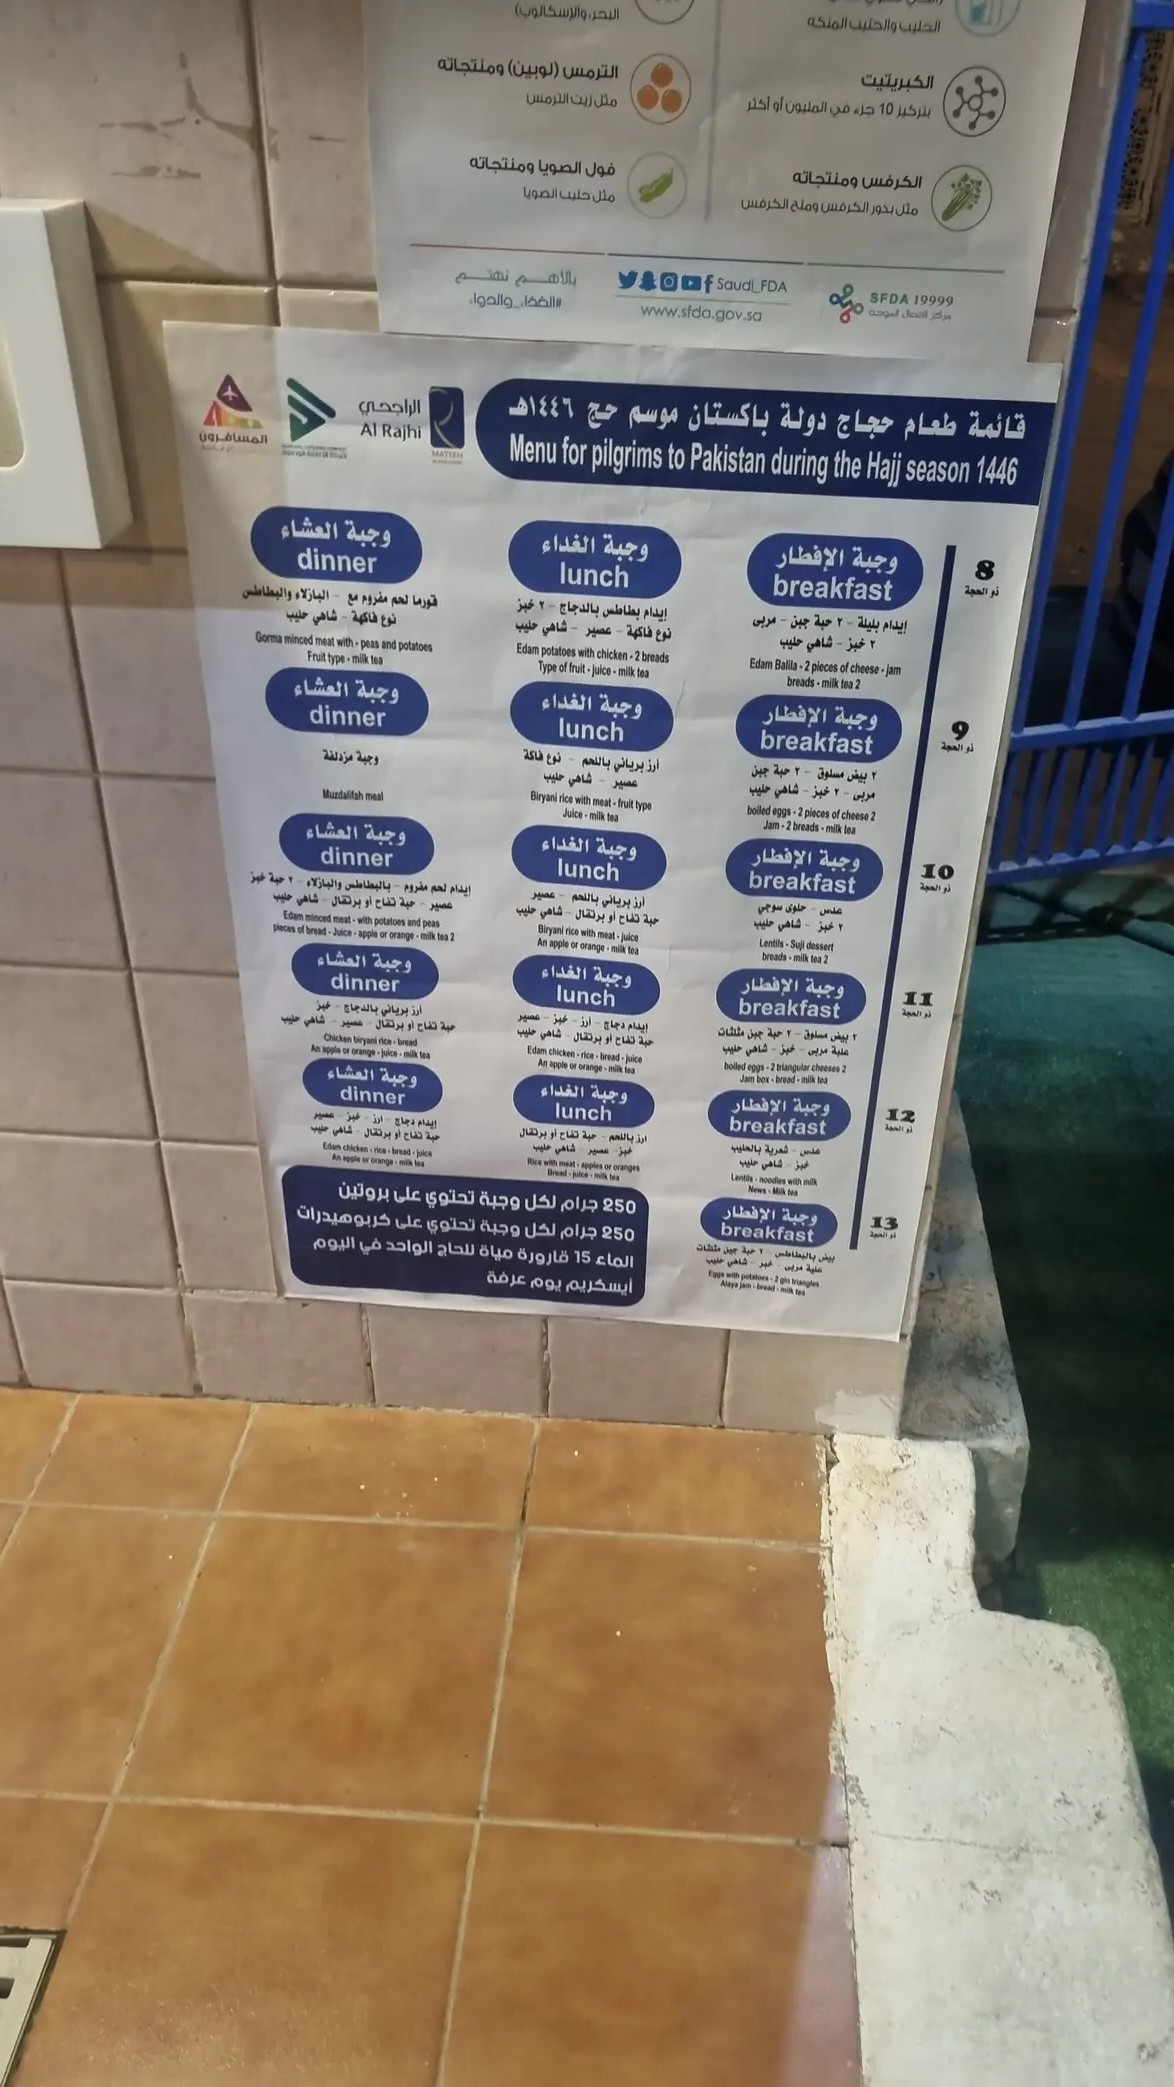 البحر، والإسكالوب)
الحليب والحليب المنكه
الترمس (لوبين) ومنتجاته
مثل زيت الترمس
الكبريتيت
بتركيز 10 جزء في المليون أو أكثر
فول الصويا ومنتجاته
مثل حليب الصويا
الكرفس ومنتجاته
مثل بذور الكرفس وملح الكرفس
بالأهم نهتم
#الغذاء_والدواء
Saudi_FDA
www.sfda.gov.sa
SFDA 19999
مركز الاتصال الموحد
المسافرون
الراجحي
Al Rajhi
MATEEN
قائمة طعام حجاج دولة باكستان موسم حج ١٤٤٦هـ
Menu for pilgrims to Pakistan during the Hajj season 1446
8
ذو الحجة
وجبة الإفطار
breakfast
إيدام بليلة - ٢ حبة جبن - مربى
٢ خبز - شاهي حليب
Edam Balila - 2 pieces of cheese - jam
breads - milk tea 2
وجبة الغداء
lunch
إيدام بطاطس بالدجاج - ٢ خبز
نوع فاكهة - عصير - شاهي حليب
Edam potatoes with chicken - 2 breads
Type of fruit - juice - milk tea
وجبة العشاء
dinner
قورما لحم مفروم مع - البازلاء والبطاطس
نوع فاكهة - شاهي حليب
Gorma minced meat with - peas and potatoes
Fruit type - milk tea
9
ذو الحجة
وجبة الإفطار
breakfast
٢ بيض مسلوق - ٢ حبة جبن
مربى - ٢ خبز - شاهي حليب
boiled eggs - 2 pieces of cheese 2
Jam - 2 breads - milk tea
وجبة الغداء
lunch
أرز برياني باللحم - نوع فاكة
عصير - شاهي حليب
Biryani rice with meat - fruit type
Juice - milk tea
وجبة العشاء
dinner
وجبة مزدلفة
Muzdalifah meal
10
ذو الحجة
وجبة الإفطار
breakfast
عدس - حلوى سوجي
٢ خبز - شاهي حليب
Lentils - Suji dessert
breads - milk tea 2
وجبة الغداء
lunch
أرز برياني باللحم - عصير
حبة تفاح أو برتقال - شاهي حليب
Biryani rice with meat - juice
An apple or orange - milk tea
وجبة العشاء
dinner
إيدام لحم مفروم - بالبطاطس والبازلاء - ٢ حبة خبز
عصير - حبة تفاح أو برتقال - شاهي حليب
Edam minced meat - with potatoes and peas
pieces of bread - Juice - apple or orange - milk tea 2
11
ذو الحجة
وجبة الإفطار
breakfast
٢ بيض مسلوق - ٢ حبة جبن مثلثات
علبة مربى - خبز - شاهي حليب
boiled eggs - 2 triangular cheeses 2
Jam box - bread - milk tea
وجبة الغداء
lunch
إيدام دجاج - أرز - خبز - عصير
حبة تفاح أو برتقال - شاهي حليب
Edam chicken - rice - bread - juice
An apple or orange - milk tea
وجبة العشاء
dinner
أرز برياني بالدجاج - خبز
حبة تفاح أو برتقال - عصير - شاهي حليب
Chicken biryani rice - bread
An apple or orange - juice - milk tea
12
ذو الحجة
وجبة الإفطار
breakfast
عدس - شعرية بالحليب
خبز - شاهي حليب
Lentils - noodles with milk
News - Milk tea
وجبة الغداء
lunch
ارز باللحم - حبة تفاح أو برتقال
خبز - عصير - شاهي حليب
Rice with meat - apples or oranges
Bread - juice - milk tea
وجبة العشاء
dinner
إيدام دجاج - ارز - خبز - عصير
حبة تفاح أو برتقال - شاهي حليب
Edam chicken - rice - bread - juice
An apple or orange - milk tea
13
ذو الحجة
وجبة الإفطار
breakfast
بيض بالبطاطس - ٢ حبة جبن مثلثات
علبة مربى - خبز - شاهي حليب
Eggs with potatoes - 2 gin triangles
Alaya jam - bread - milk tea
250 جرام لكل وجبة تحتوي على بروتين
250 جرام لكل وجبة تحتوي على كربوهيدرات
الماء 15 قارورة مياة للحاج الواحد في اليوم
أيسكريم يوم عرفة